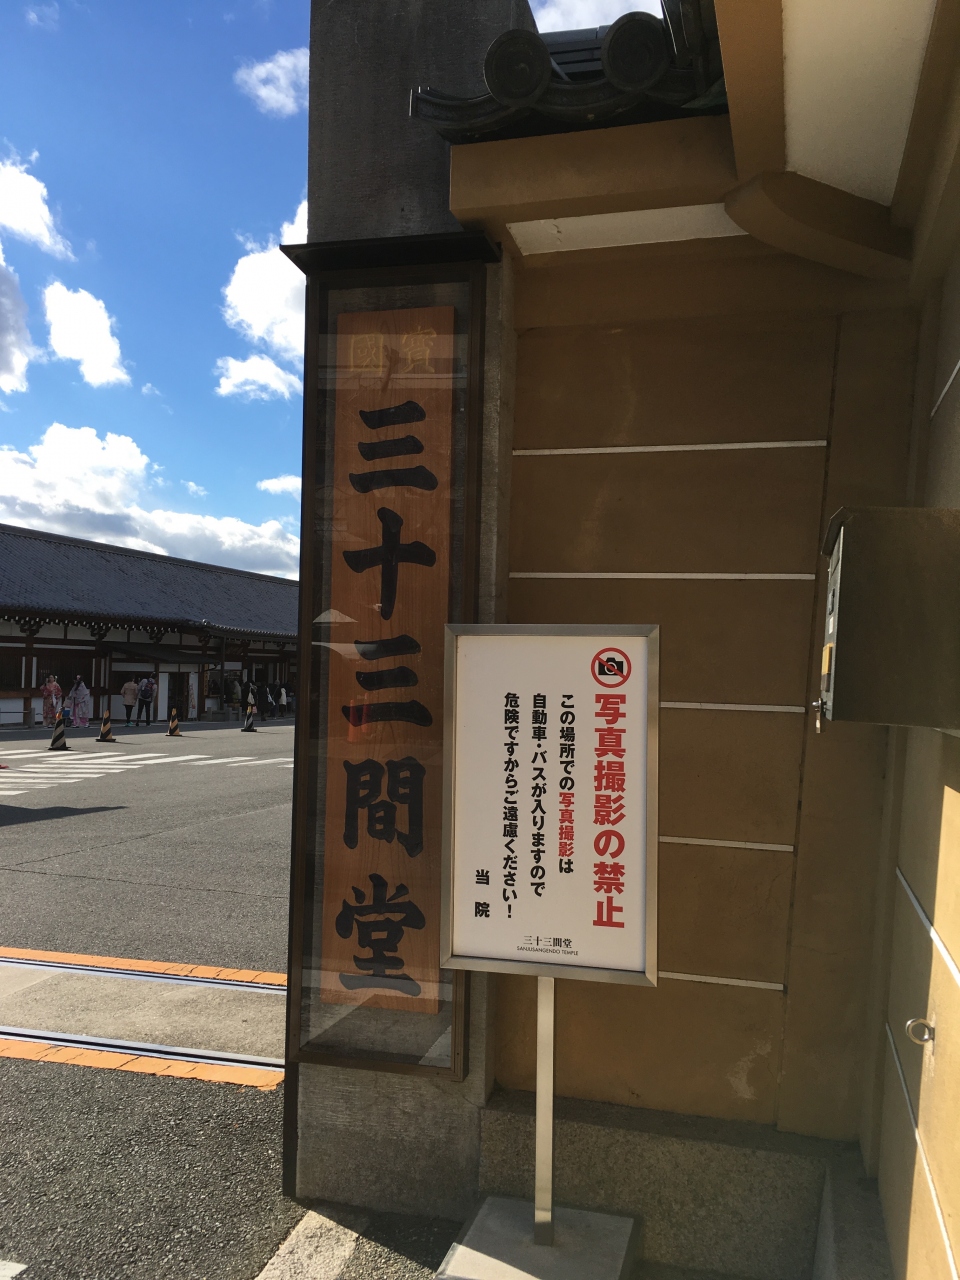 國寳
三十三間堂
写真撮影の禁止
この場所での写真撮影は
自動車・バスが入りますので
危険ですからご遠慮ください！
当院
三十三間堂
SANJUSANGENDO TEMPLE